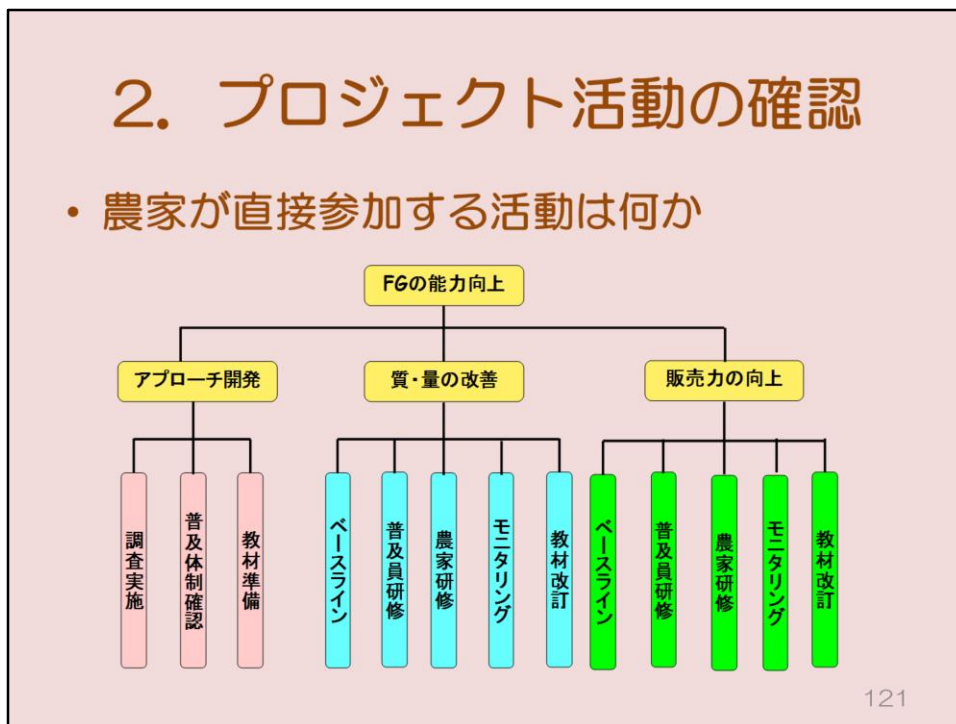 2. プロジェクト活動の確認
• 農家が直接参加する活動は何か
FGの能力向上
アプローチ開発
質・量の改善
販売力の向上
調査実施
普及体制確認
教材準備
ベースライン
普及員研修
農家研修
モニタリング
教材改訂
ベースライン
普及員研修
農家研修
モニタリング
教材改訂
121